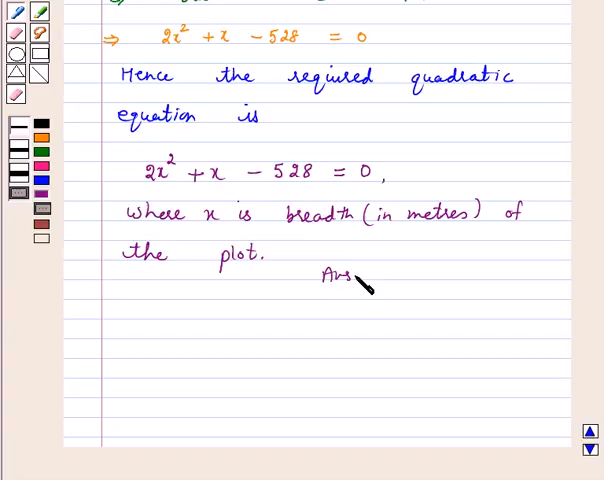 ⇒ 2x² + x - 528 = 0
Hence the required quadratic
equation is
2x² + x - 528 = 0,
where x is breadth (in metres) of
the plot.
Ans